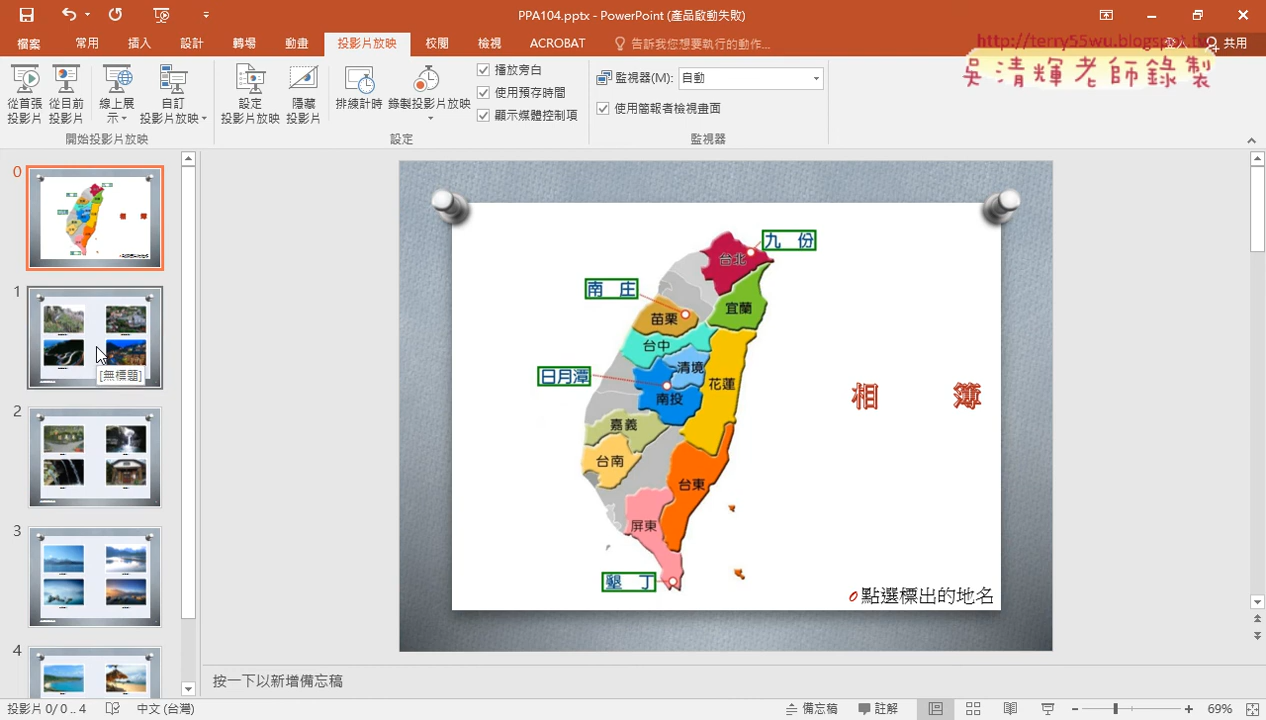 PPA104.pptx - PowerPoint (產品啟動失敗)
檔案 常用 插入 設計 轉場 動畫 投影片放映 校閱 檢視 ACROBAT 告訴我您想要執行的動作... 登入 共用
http://terry55wu.blogspot.tw
吳清輝老師錄製
從首張投影片
從目前投影片
線上展示
自訂投影片放映
設定投影片放映
隱藏投影片
排練計時
錄製投影片放映
播放旁白
使用預存時間
顯示媒體控制項
監視器(M): 自動
使用簡報者檢視畫面
開始投影片放映 設定 監視器
0
1
[無標題]
2
3
4
九 份
台北
南 庄
宜蘭
苗栗
台中
清境
日月潭
花蓮
南投
相 簿
嘉義
台南
台東
屏東
墾 丁
點選標出的地名
按一下以新增備忘稿
投影片 0/ 0 .. 4 中文 (台灣) 備忘稿 註解 69%